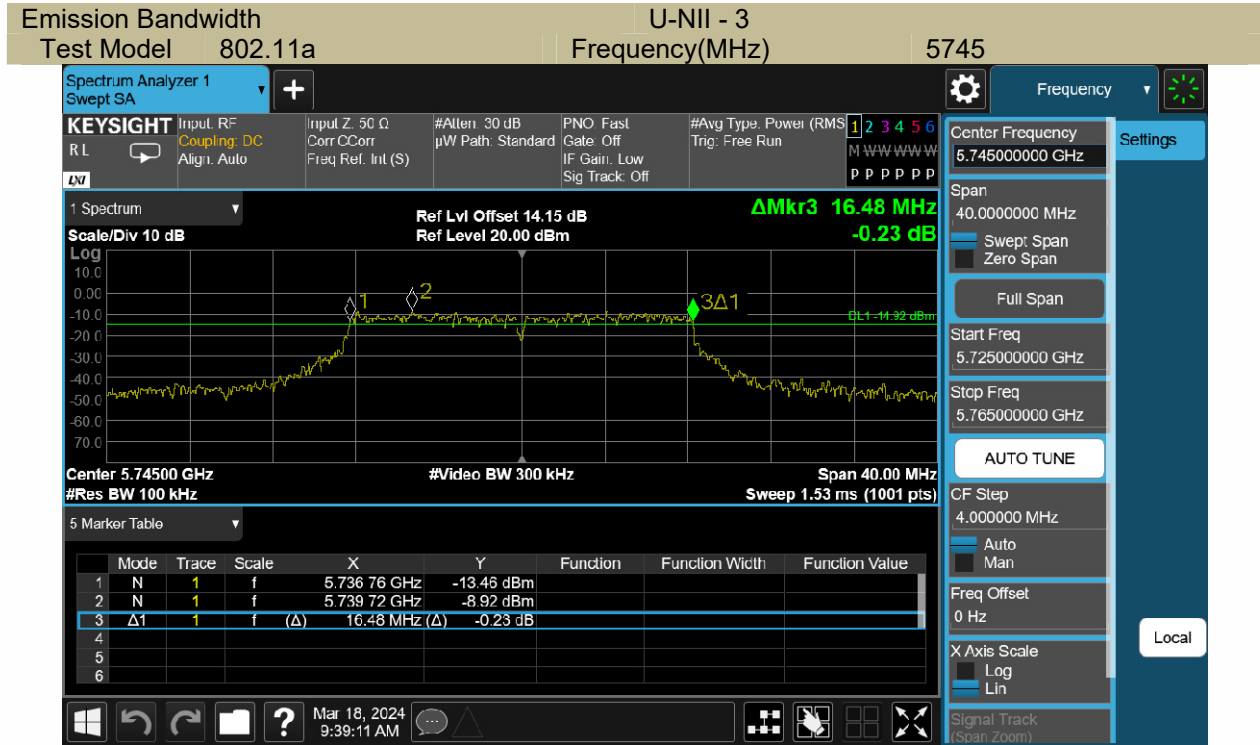 Emission Bandwidth U-NII - 3
Test Model 802.11a Frequency(MHz) 5745
Spectrum Analyzer 1
Swept SA
+
Frequency
KEYSIGHT Input: RF Input Z: 50 Ω #Atten: 30 dB PNO: Fast #Avg Type: Power (RMS 1 2 3 4 5 6
RL Coupling: DC Corr CCorr µW Path: Standard Gate: Off Trig: Free Run
Align: Auto Freq Ref: Int (S) IF Gain: Low M W W W W W
LXI Sig Track: Off P P P P P P
1 Spectrum
Ref Lvl Offset 14.15 dB ΔMkr3 16.48 MHz
Scale/Div 10 dB Ref Level 20.00 dBm -0.23 dB
Log
10.0
0.00
-10.0
-20.0
-30.0
-40.0
-50.0
-60.0
70.0
1
2
3Δ1
DL1 -14.92 dBm
Center 5.74500 GHz #Video BW 300 kHz Span 40.00 MHz
#Res BW 100 kHz Sweep 1.53 ms (1001 pts)
5 Marker Table
Mode Trace Scale X Y Function Function Width Function Value
1 N 1 f 5.736 76 GHz -13.46 dBm
2 N 1 f 5.739 72 GHz -8.92 dBm
3 Δ1 1 f (Δ) 16.48 MHz (Δ) -0.23 dB
4
5
6
Center Frequency
5.745000000 GHz
Settings
Span
40.0000000 MHz
Swept Span
Zero Span
Full Span
Start Freq
5.725000000 GHz
Stop Freq
5.765000000 GHz
AUTO TUNE
CF Step
4.000000 MHz
Auto
Man
Freq Offset
0 Hz
Local
X Axis Scale
Log
Lin
Signal Track
(Span Zoom)
?
Mar 18, 2024
9:39:11 AM